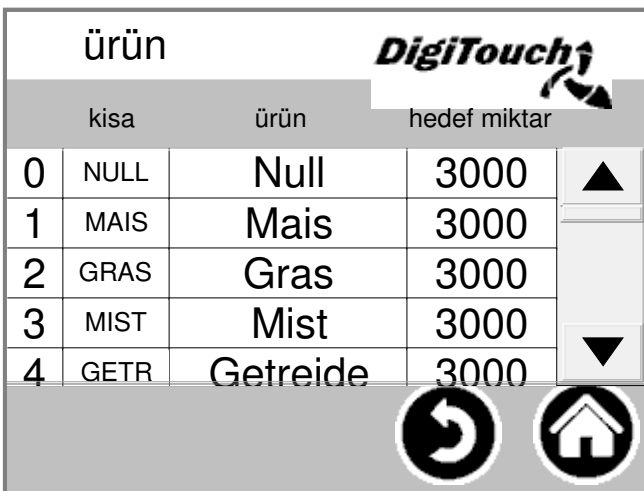 ürün DigiTouch
kisa ürün hedef miktar
0 NULL Null 3000
1 MAIS Mais 3000
2 GRAS Gras 3000
3 MIST Mist 3000
4 GETR Getreide 3000